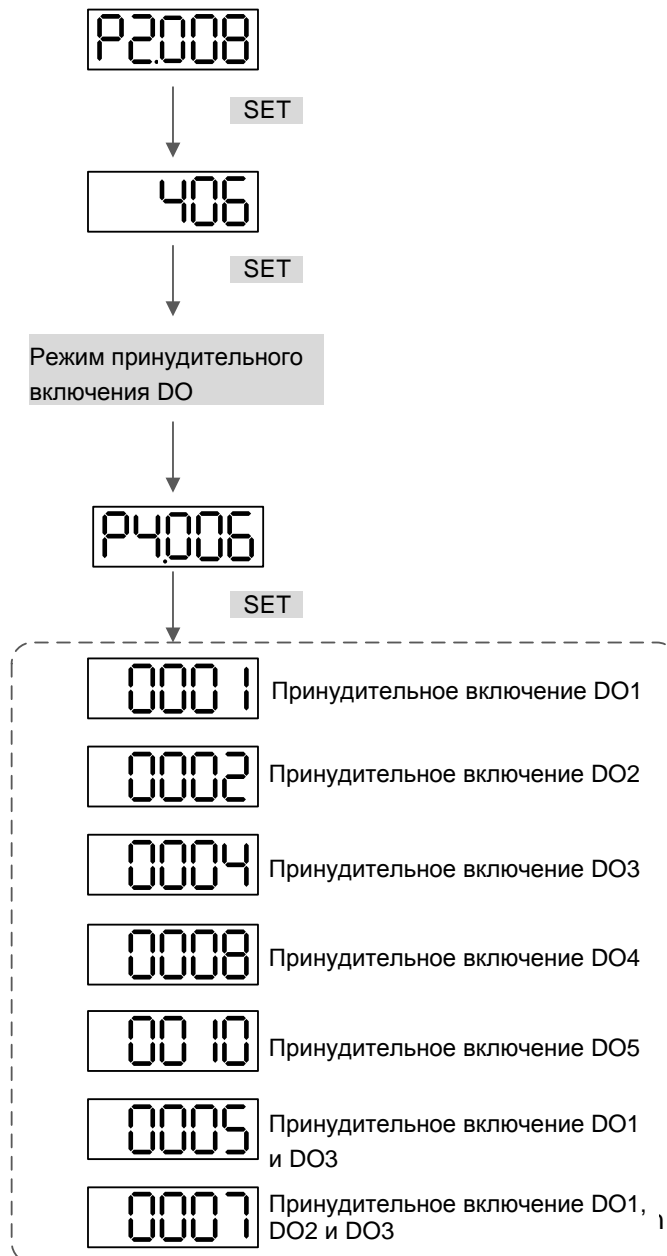 P2.008
SET
406
SET
Режим принудительного
включения DO
P4.006
SET
0001 Принудительное включение DO1
0002 Принудительное включение DO2
0004 Принудительное включение DO3
0008 Принудительное включение DO4
0010 Принудительное включение DO5
0005 Принудительное включение DO1
и DO3
0007 Принудительное включение DO1,
DO2 и DO3